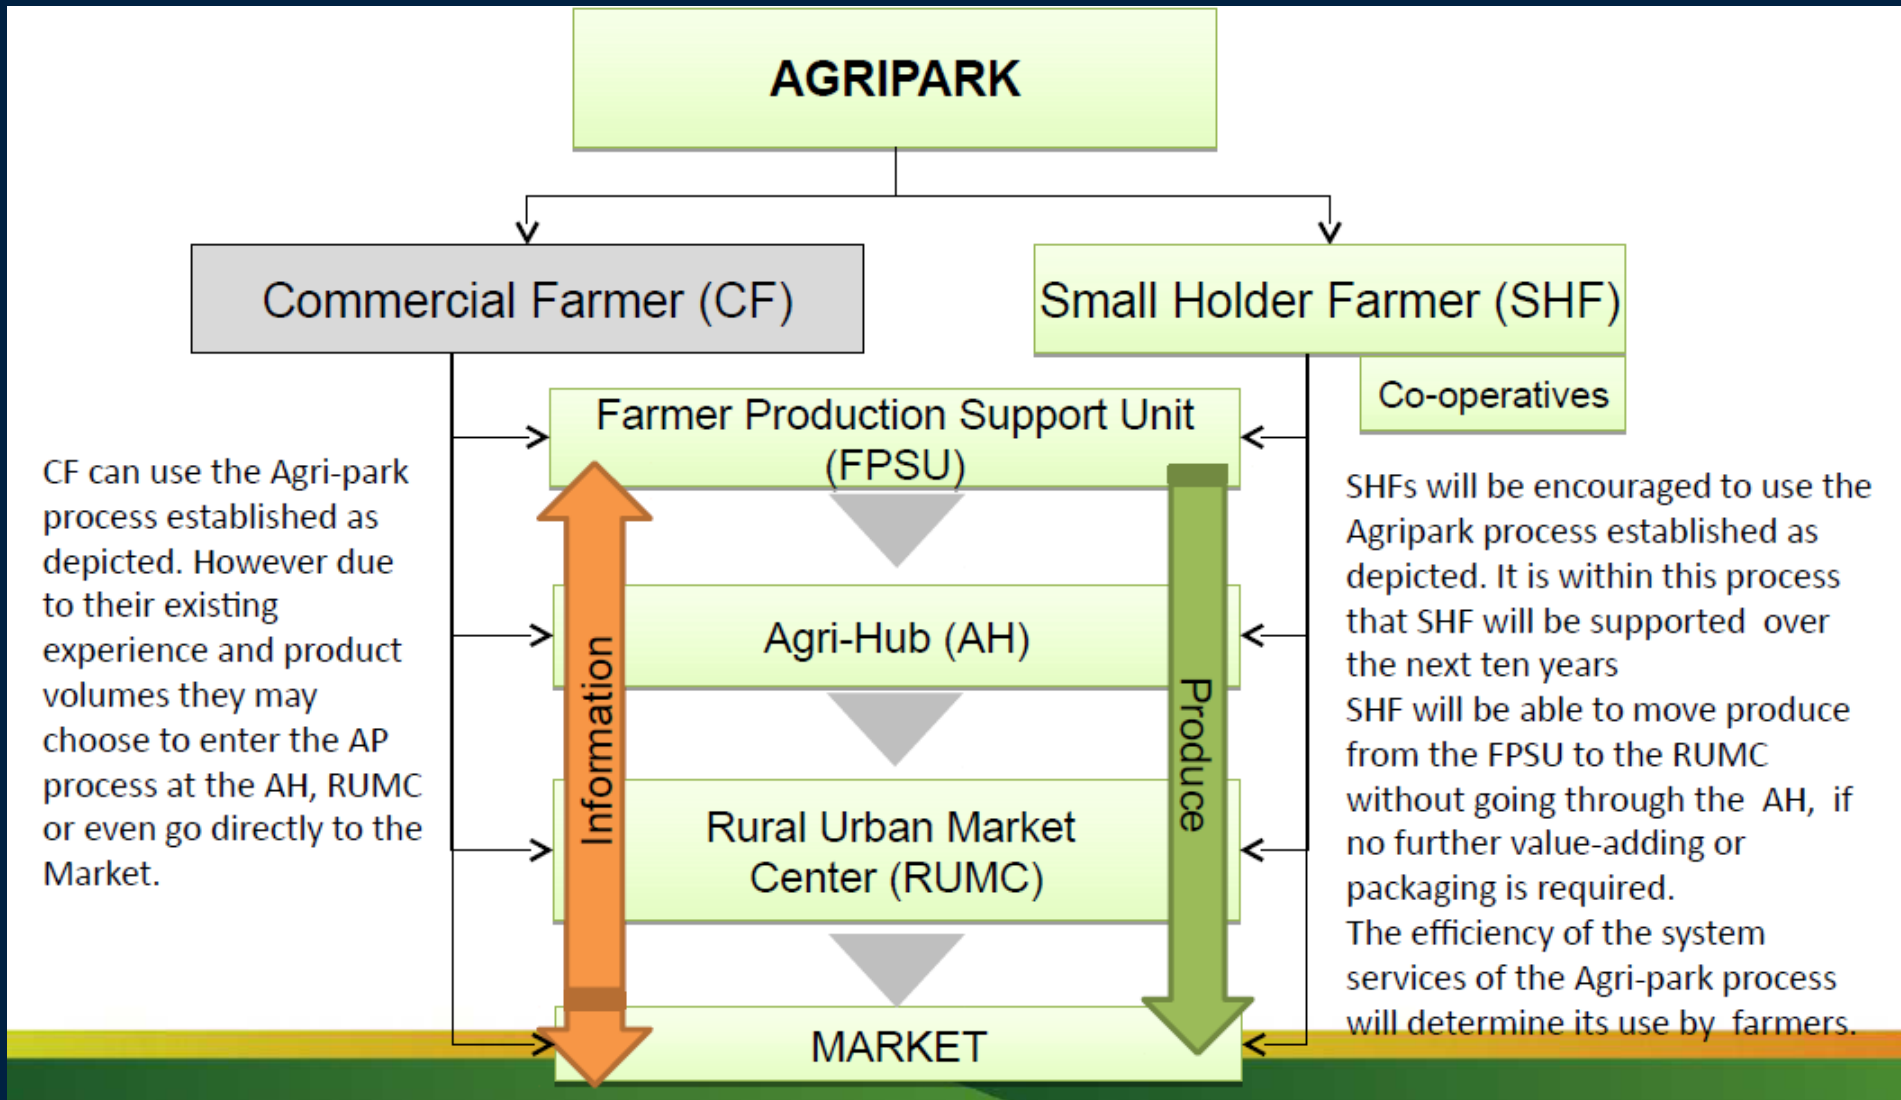 AGRIPARK
Commercial Farmer (CF)
Small Holder Farmer (SHF)
Co-operatives
Farmer Production Support Unit
(FPSU)
Agri-Hub (AH)
Rural Urban Market
Center (RUMC)
MARKET
Information
Produce
CF can use the Agri-park
process established as
depicted. However due
to their existing
experience and product
volumes they may
choose to enter the AP
process at the AH, RUMC
or even go directly to the
Market.
SHFs will be encouraged to use the
Agripark process established as
depicted. It is within this process
that SHF will be supported over
the next ten years
SHF will be able to move produce
from the FPSU to the RUMC
without going through the AH, if
no further value-adding or
packaging is required.
The efficiency of the system
services of the Agri-park process
will determine its use by farmers.